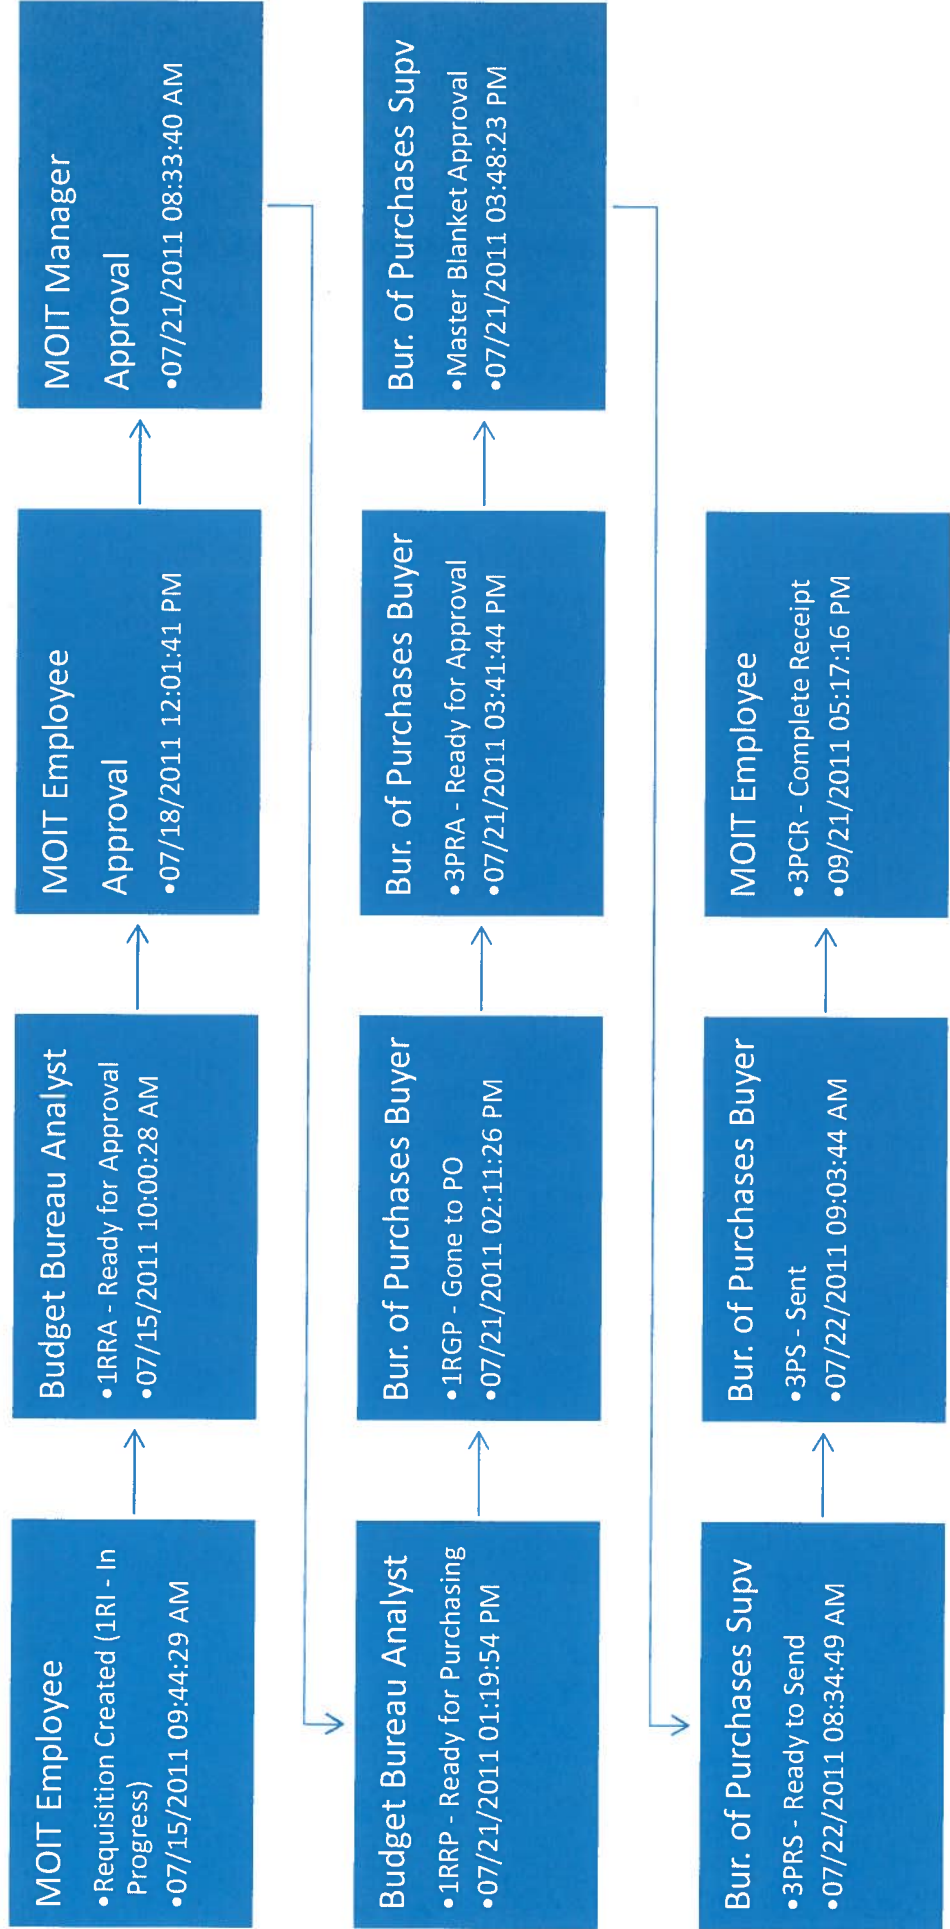 MOIT Employee
•Requisition Created (1RI - In
Progress)
•07/15/2011 09:44:29 AM
Budget Bureau Analyst
•1RRA - Ready for Approval
•07/15/2011 10:00:28 AM
MOIT Employee
Approval
•07/18/2011 12:01:41 PM
MOIT Manager
Approval
•07/21/2011 08:33:40 AM
Budget Bureau Analyst
•1RRP - Ready for Purchasing
•07/21/2011 01:19:54 PM
Bur. of Purchases Buyer
•1RGP - Gone to PO
•07/21/2011 02:11:26 PM
Bur. of Purchases Buyer
•3PRA - Ready for Approval
•07/21/2011 03:41:44 PM
Bur. of Purchases Supv
•Master Blanket Approval
•07/21/2011 03:48:23 PM
Bur. of Purchases Supv
•3PRS - Ready to Send
•07/22/2011 08:34:49 AM
Bur. of Purchases Buyer
•3PS - Sent
•07/22/2011 09:03:44 AM
MOIT Employee
•3PCR - Complete Receipt
•09/21/2011 05:17:16 PM